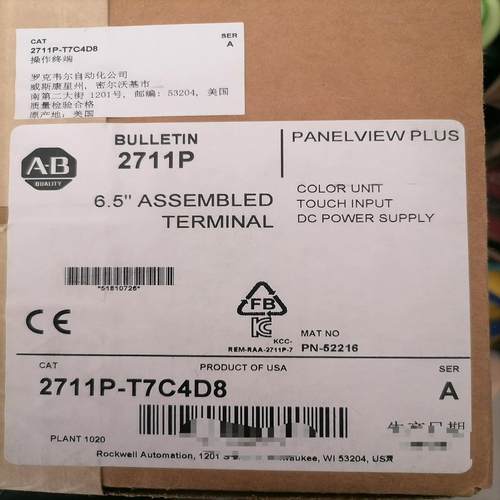 CAT SER
2711P-T7C4D8 A
操作终端
罗克韦尔自动化公司
威斯康星州, 密尔沃基市
南第二大街 1201号, 邮编: 53204, 美国
质量检验合格
原产地: 美国
A-B
QUALITY
BULLETIN
2711P
PANELVIEW PLUS
6.5" ASSEMBLED
TERMINAL
COLOR UNIT
TOUCH INPUT
DC POWER SUPPLY
*51810726*
FB
KC
KCC-
REM-RAA-2711P-7
MAT NO
PN-52216
CE
CAT PRODUCT OF USA SER
2711P-T7C4D8 A
生产日期
PLANT 1020
Rockwell Automation, 1201 WI 53204, USA